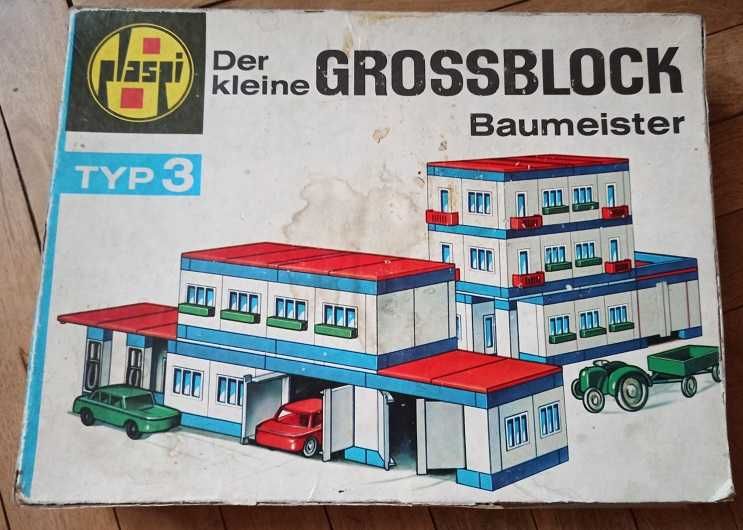 plaspi
Der kleine GROSSBLOCK
Baumeister
TYP 3